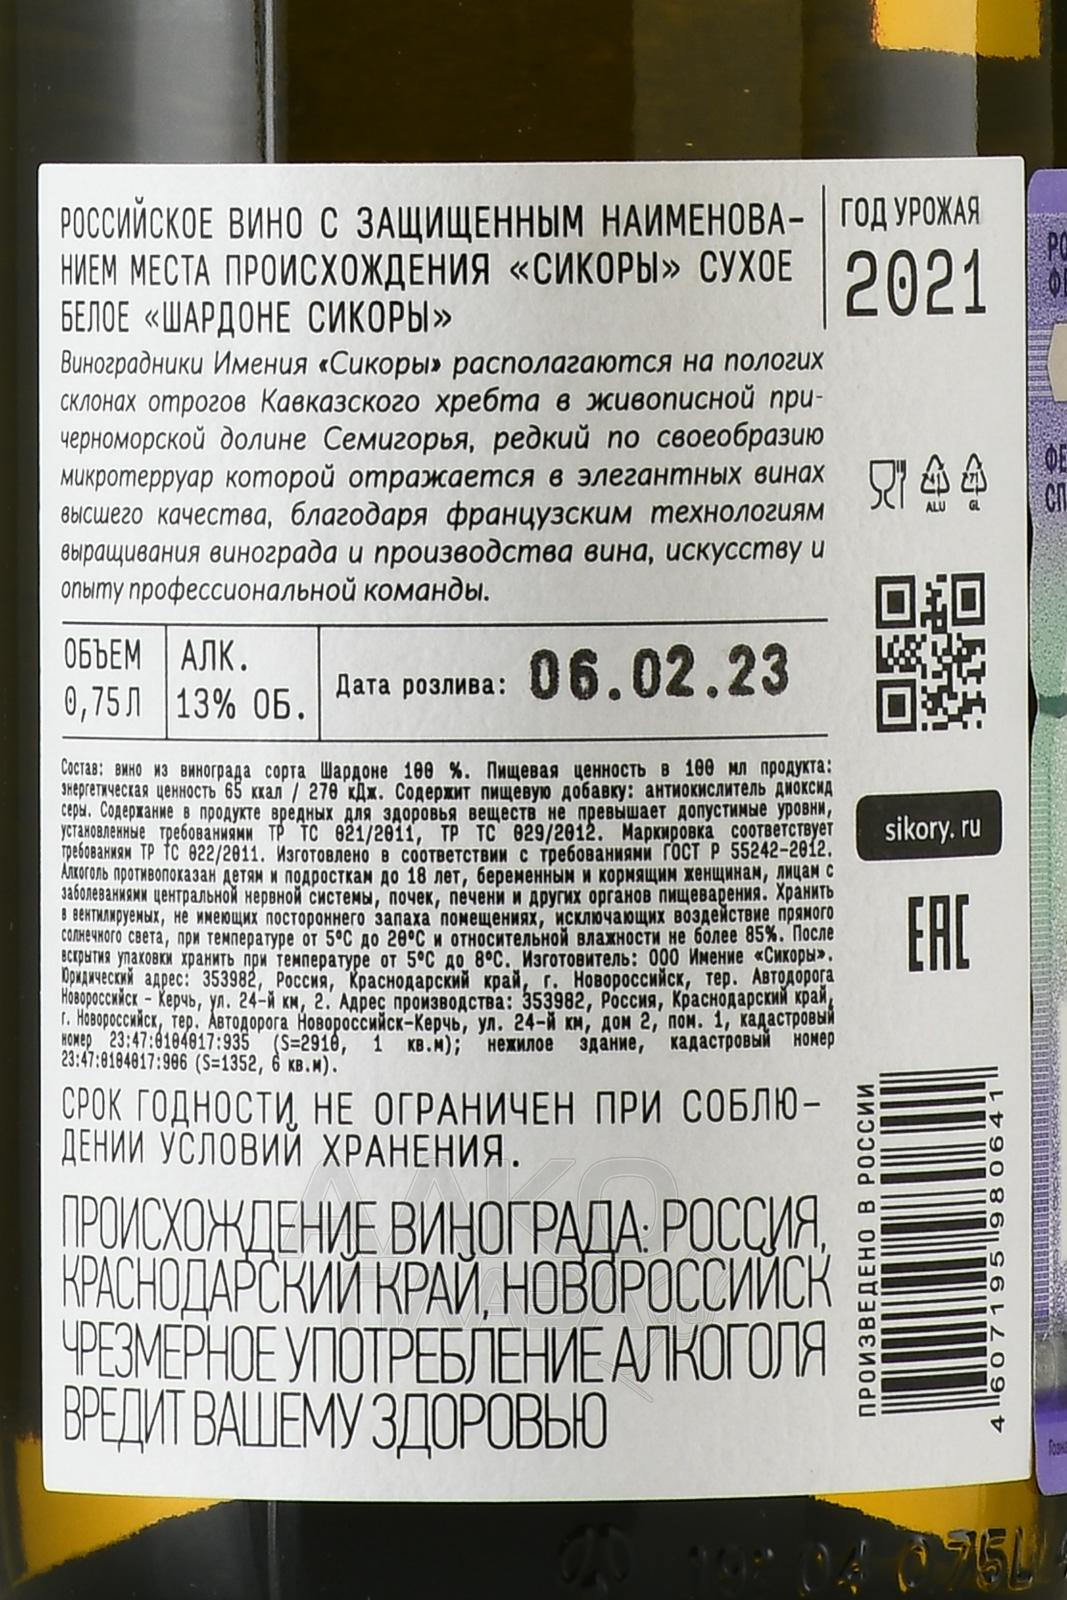 РОССИЙСКОЕ ВИНО С ЗАЩИЩЕННЫМ НАИМЕНОВА-
НИЕМ МЕСТА ПРОИСХОЖДЕНИЯ «СИКОРЫ» СУХОЕ
БЕЛОЕ «ШАРДОНЕ СИКОРЫ»
ГОД УРОЖАЯ
2021
Виноградники Имения «Сикоры» располагаются на пологих
склонах отрогов Кавказского хребта в живописной при-
черноморской долине Семигорья, редкий по своеобразию
микротерруар которой отражается в элегантных винах
высшего качества, благодаря французским технологиям
выращивания винограда и производства вина, искусству и
опыту профессиональной команды.
41
ALU
71
GL
ОБЪЕМ
0,75Л
АЛК.
13% ОБ.
Дата розлива: 06.02.23
Состав: вино из винограда сорта Шардоне 100 %. Пищевая ценность в 100 мл продукта:
энергетическая ценность 65 ккал / 270 кДж. Содержит пищевую добавку: антиокислитель диоксид
серы. Содержание в продукте вредных для здоровья веществ не превышает допустимые уровни,
установленные требованиями ТР ТС 021/2011, ТР ТС 029/2012. Маркировка соответствует
требованиям ТР ТС 022/2011. Изготовлено в соответствии с требованиями ГОСТ Р 55242-2012.
Алкоголь противопоказан детям и подросткам до 18 лет, беременным и кормящим женщинам, лицам с
заболеваниями центральной нервной системы, почек, печени и других органов пищеварения. Хранить
в вентилируемых, не имеющих постороннего запаха помещениях, исключающих воздействие прямого
солнечного света, при температуре от 5°С до 20°С и относительной влажности не более 85%. После
вскрытия упаковки хранить при температуре от 5°С до 8°С. Изготовитель: ООО Имение «Сикоры».
Юридический адрес: 353982, Россия, Краснодарский край, г. Новороссийск, тер. Автодорога
Новороссийск - Керчь, ул. 24-й км, 2. Адрес производства: 353982, Россия, Краснодарский край,
г. Новороссийск, тер. Автодорога Новороссийск-Керчь, ул. 24-й км, дом 2, пом. 1, кадастровый
номер 23:47:0104017:935 (S=2910, 1 кв.м); нежилое здание, кадастровый номер
23:47:0104017:906 (S=1352, 6 кв.м).
sikory.ru
ЕАС
СРОК ГОДНОСТИ НЕ ОГРАНИЧЕН ПРИ СОБЛЮ-
ДЕНИИ УСЛОВИЙ ХРАНЕНИЯ.
ПРОИСХОЖДЕНИЕ ВИНОГРАДА: РОССИЯ,
КРАСНОДАРСКИЙ КРАЙ, НОВОРОССИЙСК
ЧРЕЗМЕРНОЕ УПОТРЕБЛЕНИЕ АЛКОГОЛЯ
ВРЕДИТ ВАШЕМУ ЗДОРОВЬЮ
ПРОИЗВЕДЕНО В РОССИИ
4 607195 980641
0.75L